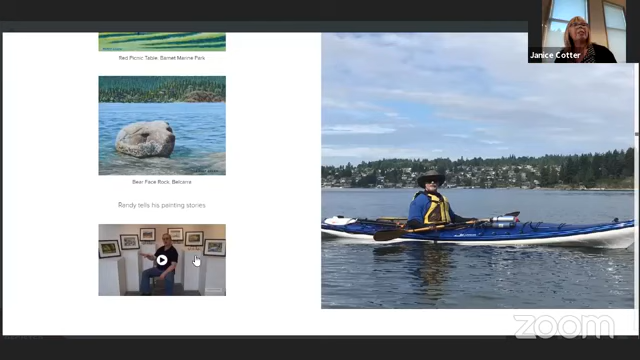 Red Picnic Table. Barnet Marine Park
Bear Face Rock. Belcarra
Randy tells his painting stories
Janice Cotter
zoom